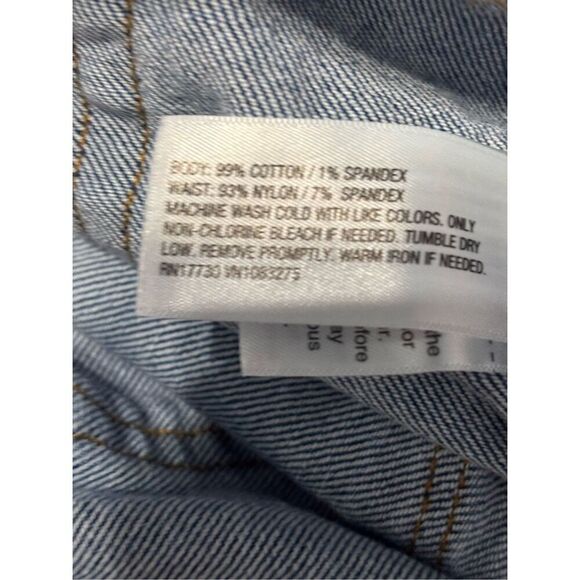 BODY: 99% COTTON / 1% SPANDEX
WAIST: 93% NYLON / 7% SPANDEX
MACHINE WASH COLD WITH LIKE COLORS. ONLY
NON-CHLORINE BLEACH IF NEEDED. TUMBLE DRY
LOW. REMOVE PROMPTLY. WARM IRON IF NEEDED.
RN17730 VN1083275